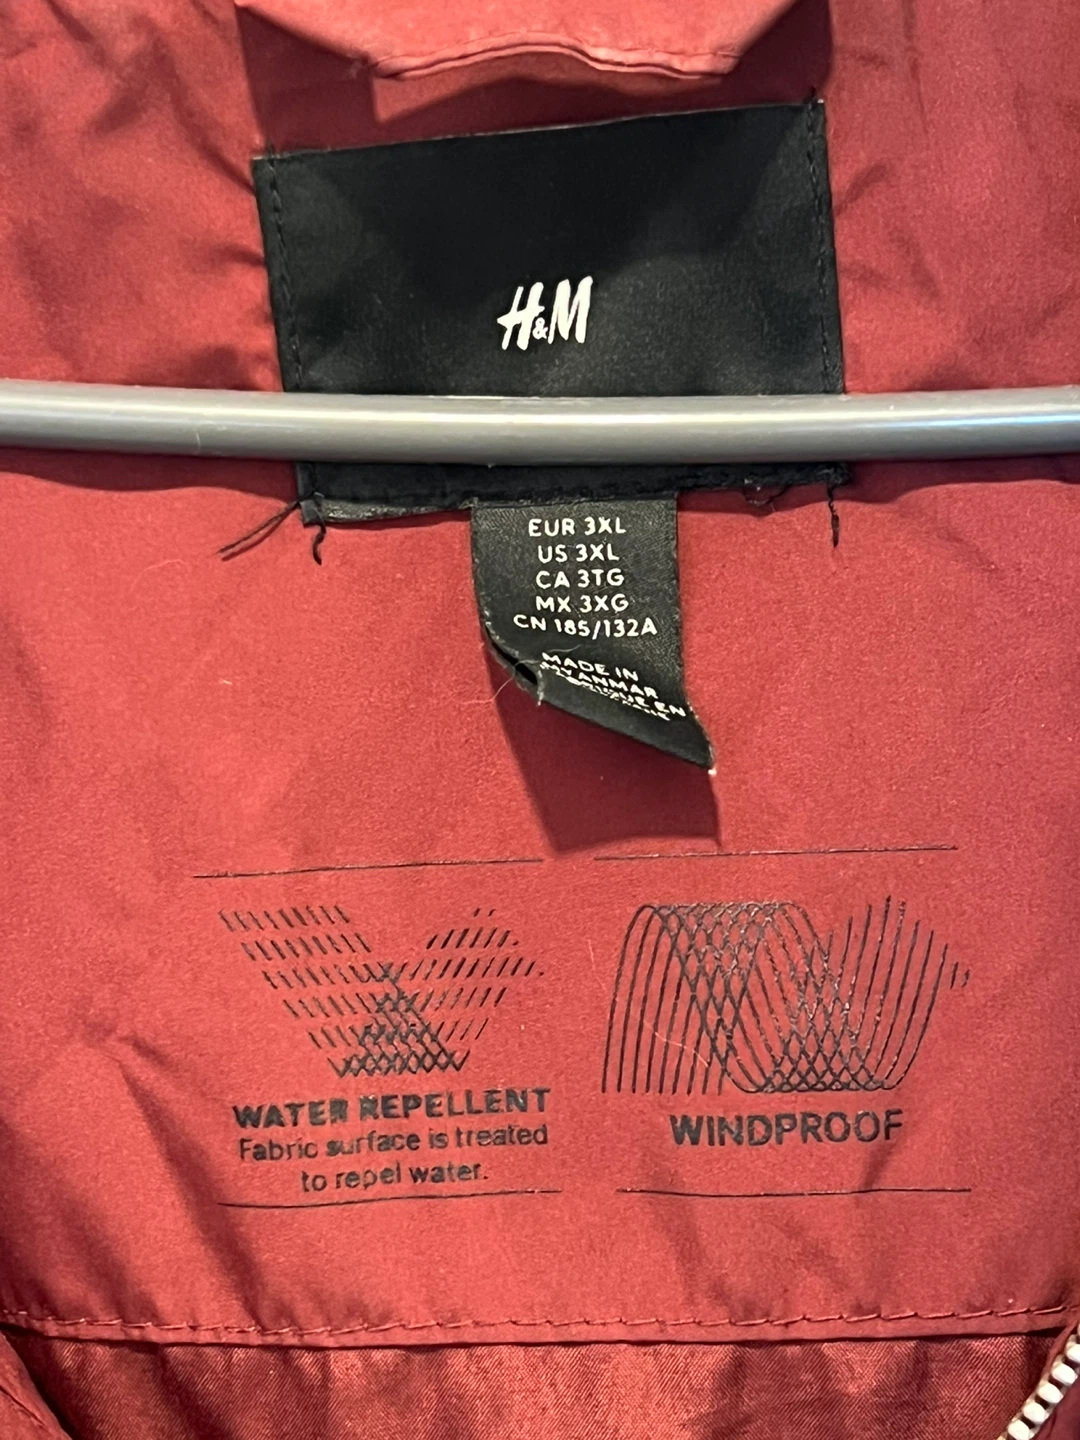 H&M
EUR 3XL
US 3XL
CA 3TG
MX 3XG
CN 185/132A
MADE IN
MYANMAR
WATER REPELLENT
Fabric surface is treated
to repel water.
WINDPROOF